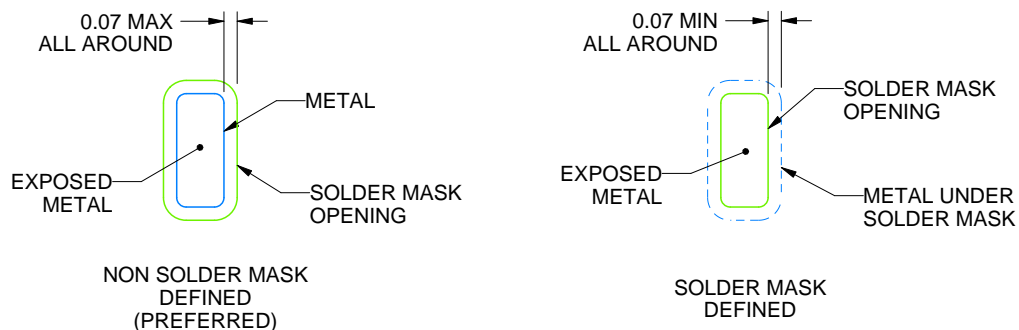 0.07 MAX
ALL AROUND
METAL
EXPOSED
METAL
SOLDER MASK
OPENING
NON SOLDER MASK
DEFINED
(PREFERRED)
0.07 MIN
ALL AROUND
SOLDER MASK
OPENING
EXPOSED
METAL
METAL UNDER
SOLDER MASK
SOLDER MASK
DEFINED